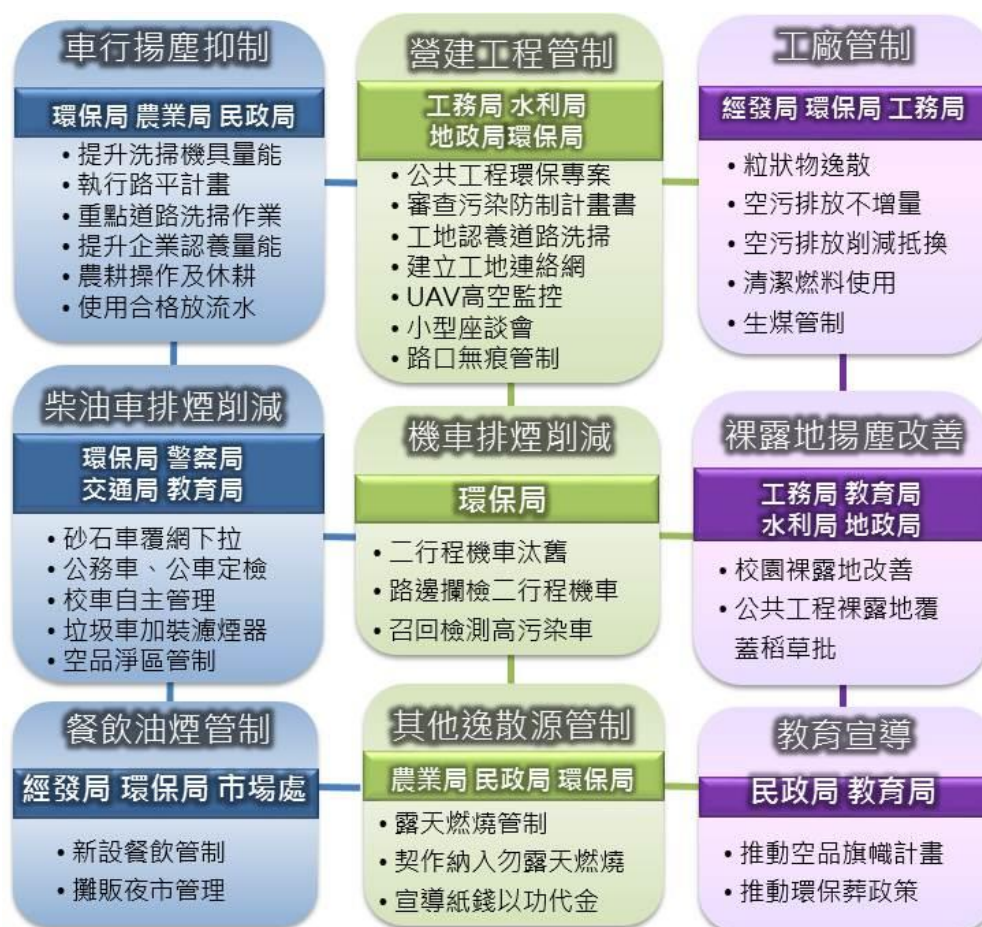 車行揚塵抑制
環保局 農業局 民政局
• 提升洗掃機具量能
• 執行路平計畫
• 重點道路洗掃作業
• 提升企業認養量能
• 農耕操作及休耕
• 使用合格放流水
營建工程管制
工務局 水利局
地政局環保局
• 公共工程環保專案
• 審查污染防制計畫書
• 工地認養道路洗掃
• 建立工地連絡網
• UAV高空監控
• 小型座談會
• 路口無痕管制
工廠管制
經發局 環保局 工務局
• 粒狀物逸散
• 空污排放不增量
• 空污排放削減抵換
• 清潔燃料使用
• 生煤管制
柴油車排煙削減
環保局 警察局
交通局 教育局
• 砂石車覆網下拉
• 公務車、公車定檢
• 校車自主管理
• 垃圾車加裝濾煙器
• 空品淨區管制
機車排煙削減
環保局
• 二行程機車汰舊
• 路邊攔檢二行程機車
• 召回檢測高污染車
裸露地揚塵改善
工務局 教育局
水利局 地政局
• 校園裸露地改善
• 公共工程裸露地覆
蓋稻草批
餐飲油煙管制
經發局 環保局 市場處
• 新設餐飲管制
• 攤販夜市管理
其他逸散源管制
農業局 民政局 環保局
• 露天燃燒管制
• 契作納入勿露天燃燒
• 宣導紙錢以功代金
教育宣導
民政局 教育局
• 推動空品旗幟計畫
• 推動環保葬政策